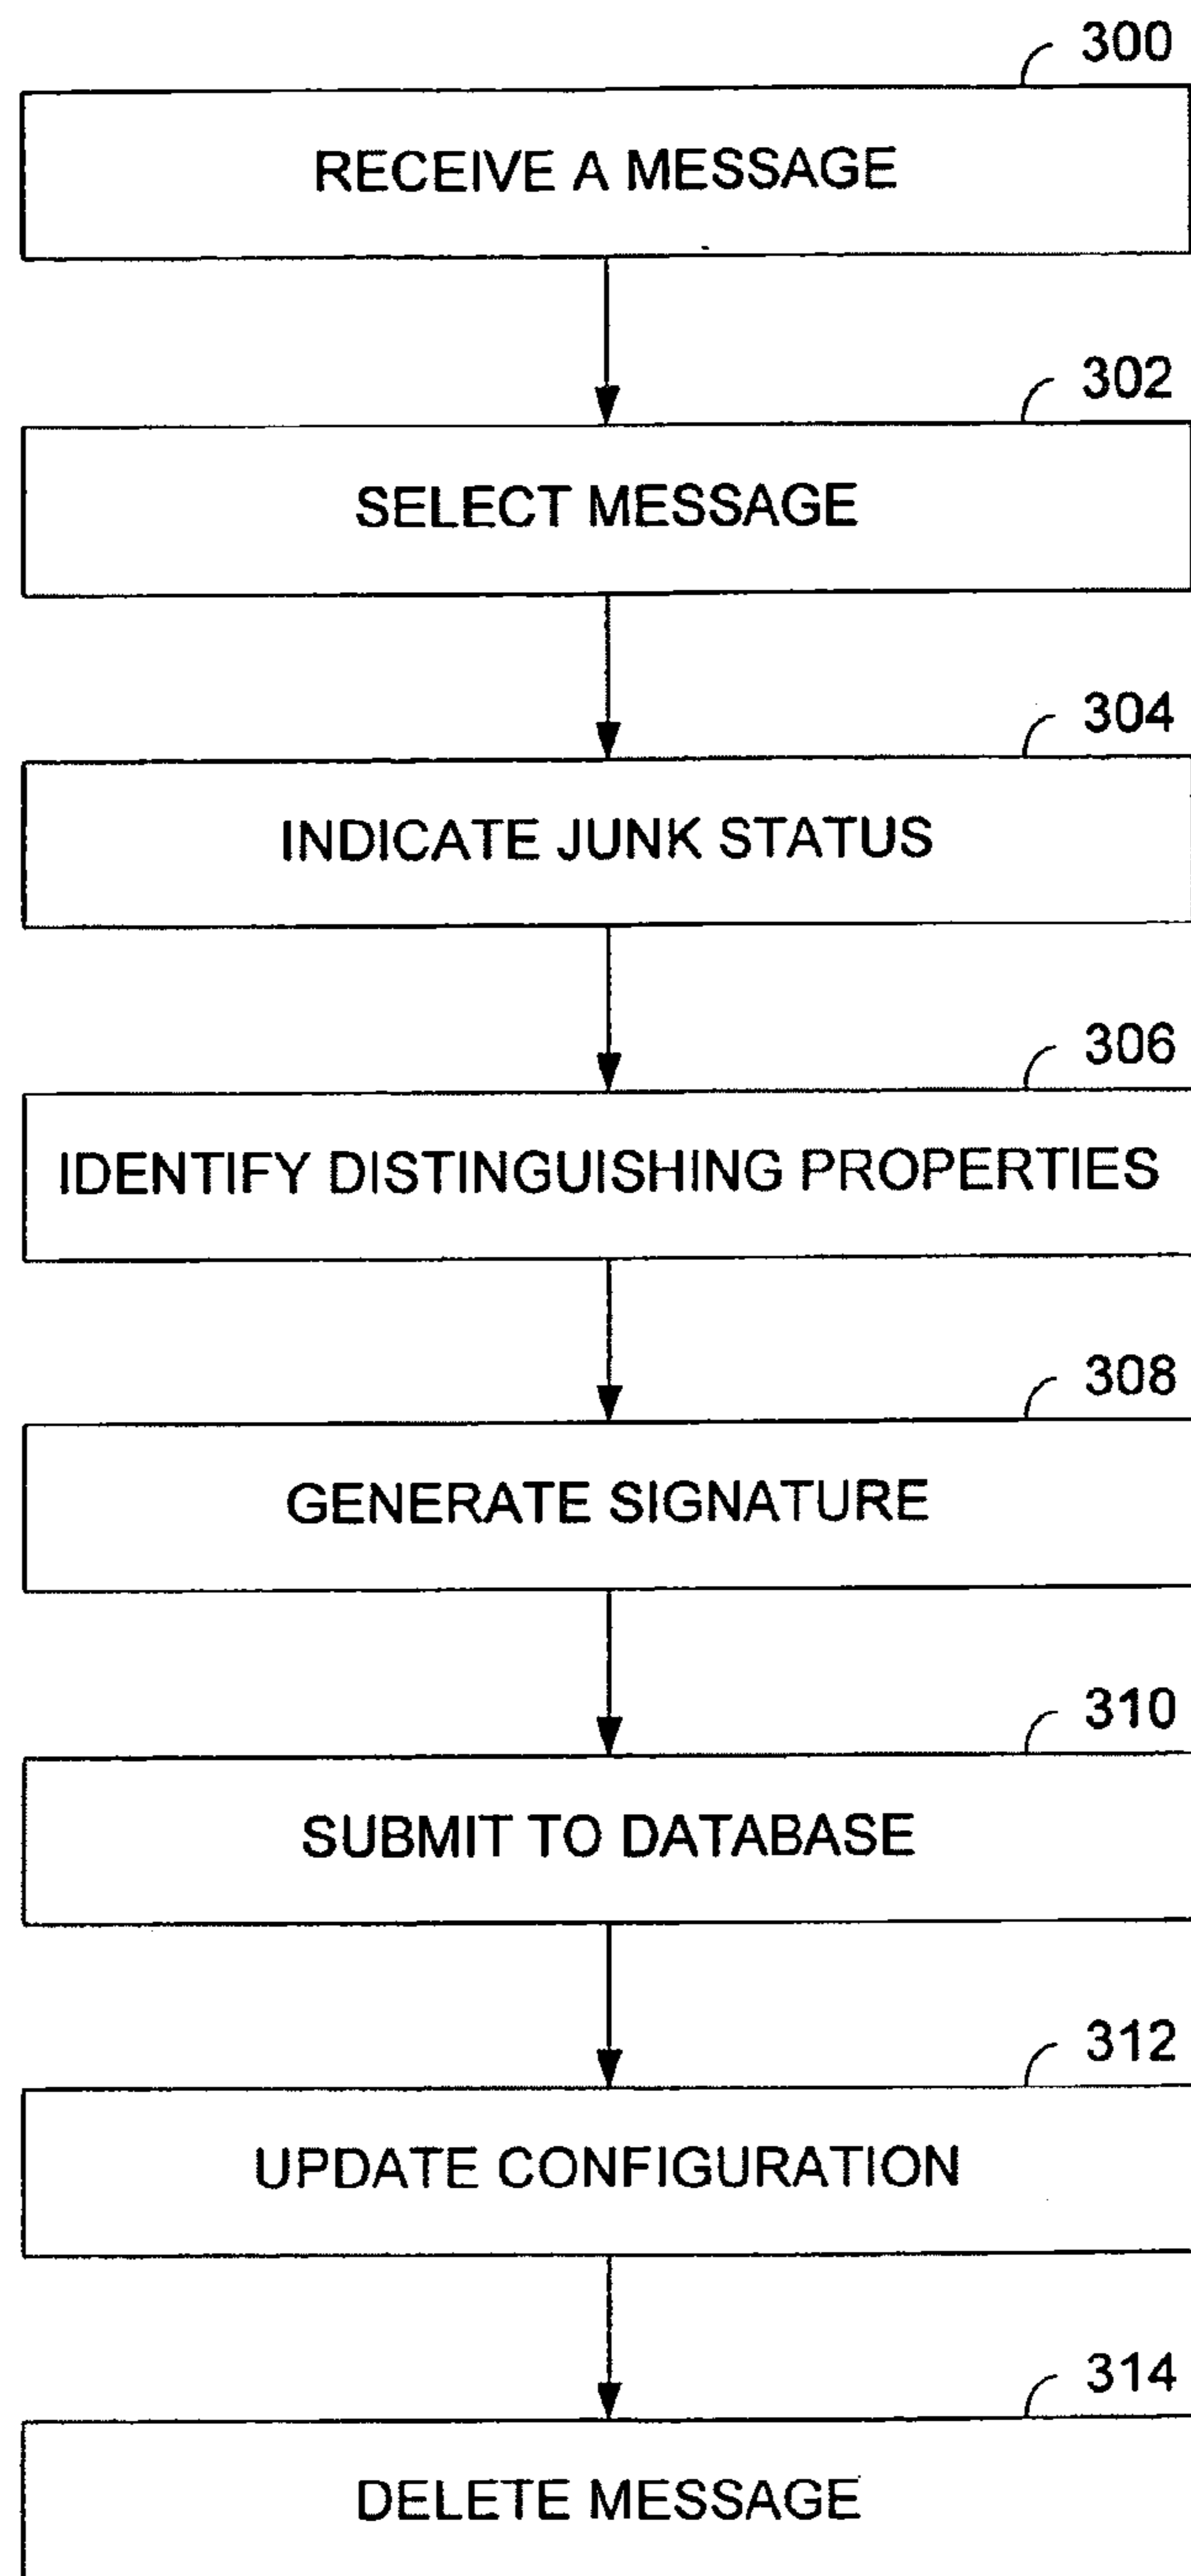 300
RECEIVE A MESSAGE
302
SELECT MESSAGE
304
INDICATE JUNK STATUS
306
IDENTIFY DISTINGUISHING PROPERTIES
308
GENERATE SIGNATURE
310
SUBMIT TO DATABASE
312
UPDATE CONFIGURATION
314
DELETE MESSAGE